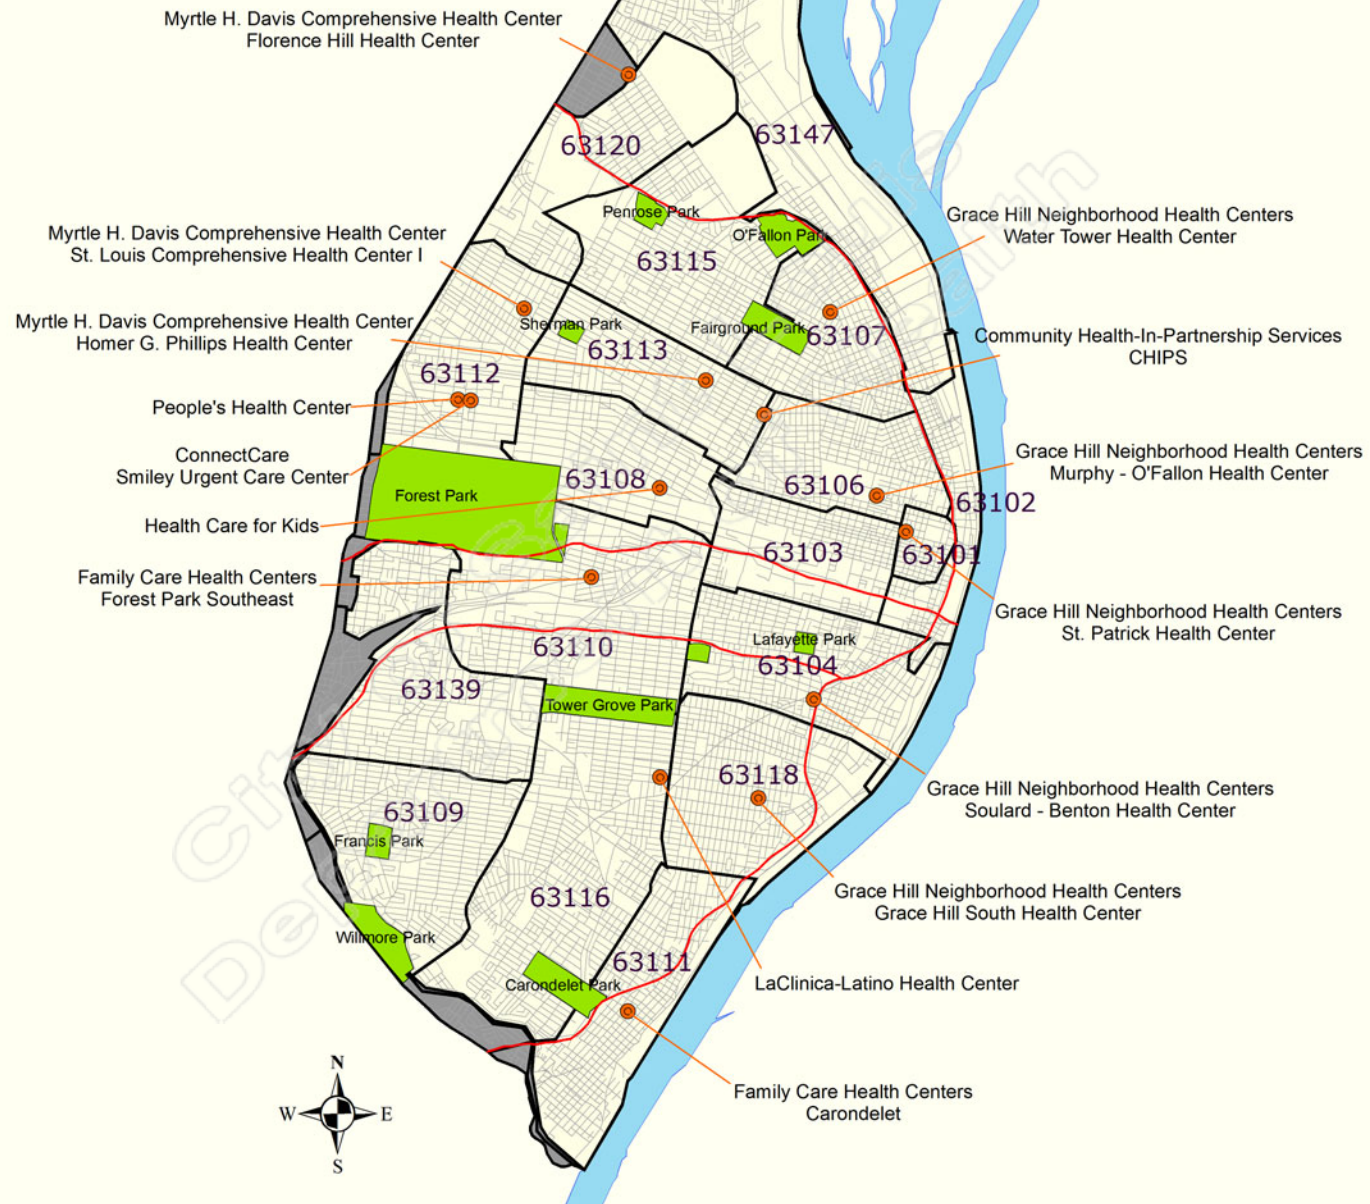 Myrtle H. Davis Comprehensive Health Center
Florence Hill Health Center
63147
63120
Penrose Park
O'Fallon Park
Grace Hill Neighborhood Health Centers
Water Tower Health Center
Myrtle H. Davis Comprehensive Health Center
St. Louis Comprehensive Health Center I
63115
Myrtle H. Davis Comprehensive Health Center
Homer G. Phillips Health Center
Sherman Park
Fairground Park
63107
63113
Community Health-In-Partnership Services
CHIPS
63112
People's Health Center
ConnectCare
Smiley Urgent Care Center
Grace Hill Neighborhood Health Centers
Murphy - O'Fallon Health Center
63108
63106
Forest Park
63102
Health Care for Kids
63103
63101
Family Care Health Centers
Forest Park Southeast
Grace Hill Neighborhood Health Centers
St. Patrick Health Center
Lafayette Park
63110
63104
63139
Tower Grove Park
63118
Grace Hill Neighborhood Health Centers
Soulard - Benton Health Center
63109
Francis Park
63116
Grace Hill Neighborhood Health Centers
Grace Hill South Health Center
Willmore Park
63111
Carondelet Park
LaClinica-Latino Health Center
Family Care Health Centers
Carondelet
N
W
E
S